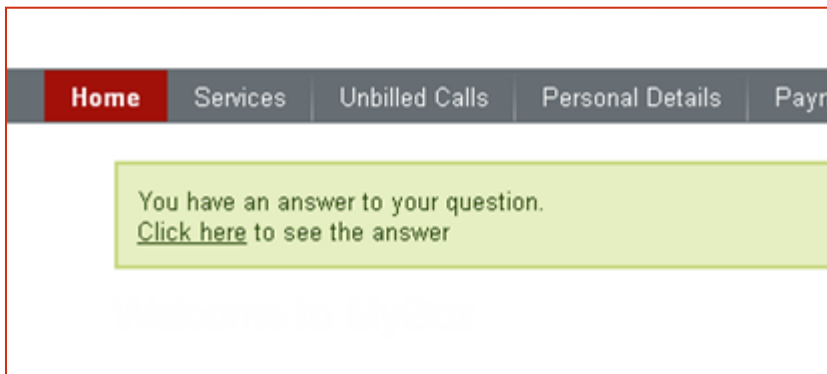 Home Services Unbilled Calls Personal Details
You have an answer to your question.
Click here to see the answer